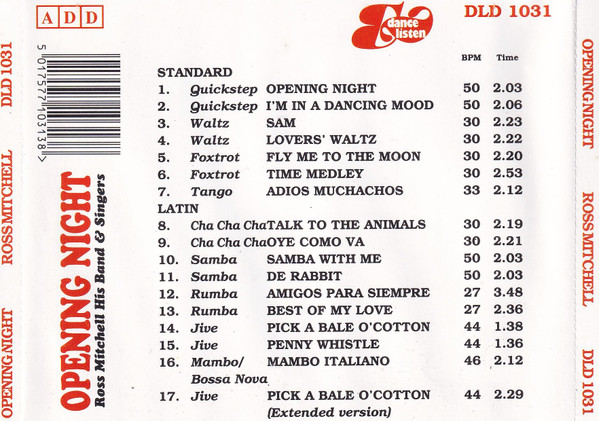 A D D
dance
& listen
DLD 1031
BPM Time
STANDARD
1. Quickstep OPENING NIGHT 50 2.03
2. Quickstep I'M IN A DANCING MOOD 50 2.06
3. Waltz SAM 30 2.23
4. Waltz LOVERS' WALTZ 30 2.22
5. Foxtrot FLY ME TO THE MOON 30 2.20
6. Foxtrot TIME MEDLEY 30 2.53
7. Tango ADIOS MUCHACHOS 33 2.12
LATIN
8. Cha Cha Cha TALK TO THE ANIMALS 30 2.19
9. Cha Cha Cha OYE COMO VA 30 2.21
10. Samba SAMBA WITH ME 50 2.03
11. Samba DE RABBIT 50 2.03
12. Rumba AMIGOS PARA SIEMPRE 27 3.48
13. Rumba BEST OF MY LOVE 27 2.36
14. Jive PICK A BALE O'COTTON 44 1.38
15. Jive PENNY WHISTLE 44 1.36
16. Mambo/ MAMBO ITALIANO 46 2.12
Bossa Nova
17. Jive PICK A BALE O'COTTON 44 2.29
(Extended version)
5 017577 103138 >
OPENING NIGHT
Ross Mitchell His Band & Singers
OPENING NIGHT ROSS MITCHELL DLD 1031
OPENING NIGHT ROSS MITCHELL DLD 1031